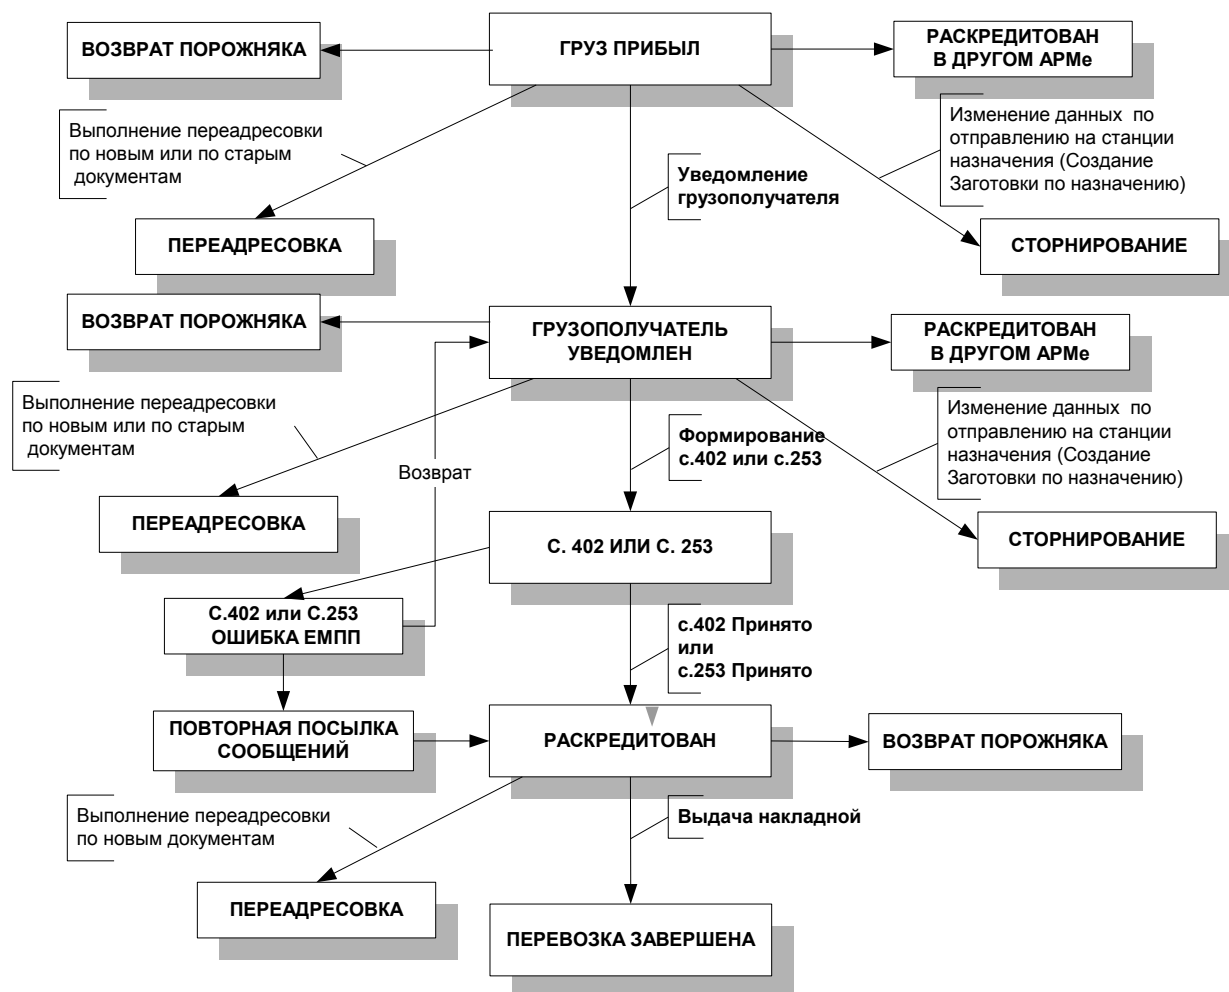 ВОЗВРАТ ПОРОЖНЯКА
ГРУЗ ПРИБЫЛ
РАСКРЕДИТОВАН
В ДРУГОМ АРМе
Выполнение переадресовки
по новым или по старым
документам
Уведомление
грузополучателя
Изменение данных по
отправлению на станции
назначения (Создание
Заготовки по назначению)
ПЕРЕАДРЕСОВКА
СТОРНИРОВАНИЕ
ВОЗВРАТ ПОРОЖНЯКА
ГРУЗОПОЛУЧАТЕЛЬ
УВЕДОМЛЕН
РАСКРЕДИТОВАН
В ДРУГОМ АРМе
Выполнение переадресовки
по новым или по старым
документам
Возврат
Формирование
с.402 или с.253
Изменение данных по
отправлению на станции
назначения (Создание
Заготовки по назначению)
ПЕРЕАДРЕСОВКА
С. 402 ИЛИ С. 253
СТОРНИРОВАНИЕ
С.402 или С.253
ОШИБКА ЕМПП
с.402 Принято
или
с.253 Принято
ПОВТОРНАЯ ПОСЫЛКА
СООБЩЕНИЙ
РАСКРЕДИТОВАН
ВОЗВРАТ ПОРОЖНЯКА
Выполнение переадресовки
по новым документам
Выдача накладной
ПЕРЕАДРЕСОВКА
ПЕРЕВОЗКА ЗАВЕРШЕНА